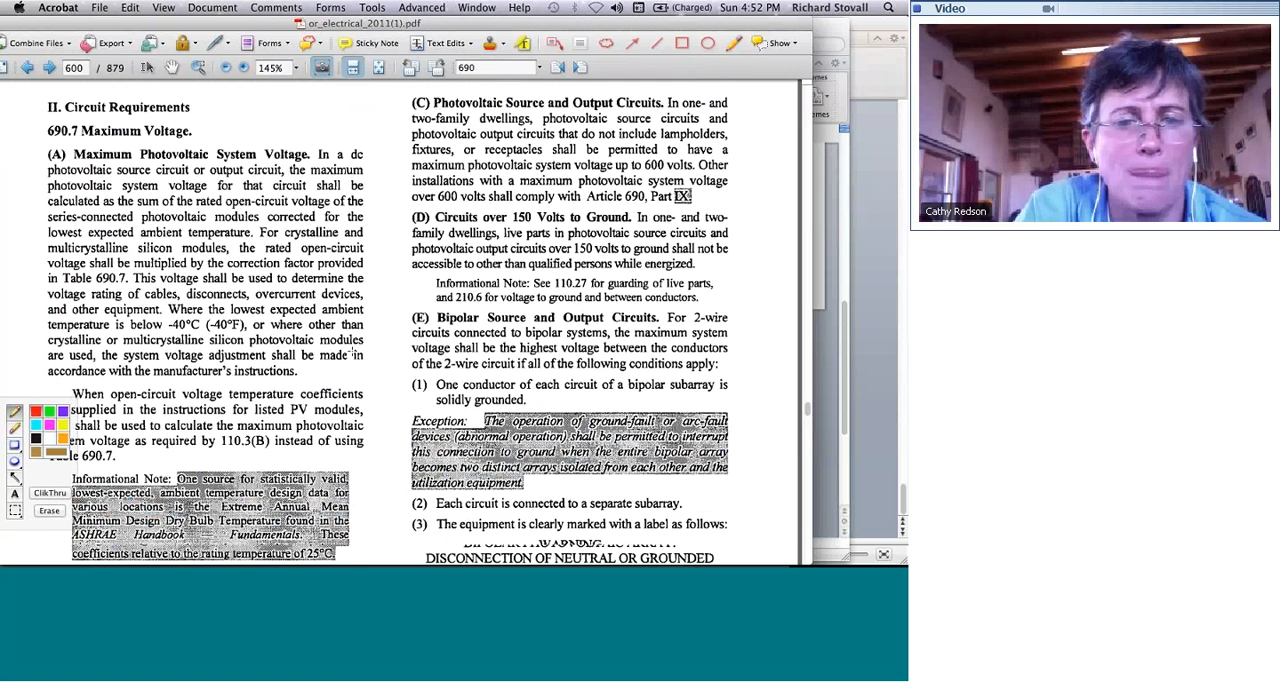 Acrobat File Edit View Document Comments Forms Tools Advanced Window Help (Charged) Sun 4:52 PM Richard Stovall
or_electrical_2011(1).pdf
Combine Files Export Forms Sticky Note Text Edits Show
600 / 879 145% 690
II. Circuit Requirements
690.7 Maximum Voltage.
(A) Maximum Photovoltaic System Voltage. In a dc
photovoltaic source circuit or output circuit, the maximum
photovoltaic system voltage for that circuit shall be
calculated as the sum of the rated open-circuit voltage of the
series-connected photovoltaic modules corrected for the
lowest expected ambient temperature. For crystalline and
multicrystalline silicon modules, the rated open-circuit
voltage shall be multiplied by the correction factor provided
in Table 690.7. This voltage shall be used to determine the
voltage rating of cables, disconnects, overcurrent devices,
and other equipment. Where the lowest expected ambient
temperature is below -40°C (-40°F), or where other than
crystalline or multicrystalline silicon photovoltaic modules
are used, the system voltage adjustment shall be made in
accordance with the manufacturer's instructions.
When open-circuit voltage temperature coefficients
supplied in the instructions for listed PV modules,
shall be used to calculate the maximum photovoltaic
em voltage as required by 110.3(B) instead of using
le 690.7.
Informational Note: One source for statistically valid,
lowest-expected, ambient temperature design data for
various locations is the Extreme Annual Mean
Minimum Design Dry Bulb Temperature found in the
ASHRAE Handbook Fundamentals. These
coefficients relative to the rating temperature of 25°C.
A ClikThru
Erase
(C) Photovoltaic Source and Output Circuits. In one- and
two-family dwellings, photovoltaic source circuits and
photovoltaic output circuits that do not include lampholders,
fixtures, or receptacles shall be permitted to have a
maximum photovoltaic system voltage up to 600 volts. Other
installations with a maximum photovoltaic system voltage
over 600 volts shall comply with Article 690, Part IX.
(D) Circuits over 150 Volts to Ground. In one- and two-
family dwellings, live parts in photovoltaic source circuits and
photovoltaic output circuits over 150 volts to ground shall not be
accessible to other than qualified persons while energized.
Informational Note: See 110.27 for guarding of live parts,
and 210.6 for voltage to ground and between conductors.
(E) Bipolar Source and Output Circuits. For 2-wire
circuits connected to bipolar systems, the maximum system
voltage shall be the highest voltage between the conductors
of the 2-wire circuit if all of the following conditions apply:
(1) One conductor of each circuit of a bipolar subarray is
solidly grounded.
Exception: The operation of ground-fault or arc-fault
devices (abnormal operation) shall be permitted to interrupt
this connection to ground when the entire bipolar array
becomes two distinct arrays isolated from each other and the
utilization equipment.
(2) Each circuit is connected to a separate subarray.
(3) The equipment is clearly marked with a label as follows:
DISCONNECTION OF NEUTRAL OR GROUNDED
Video
Cathy Redson